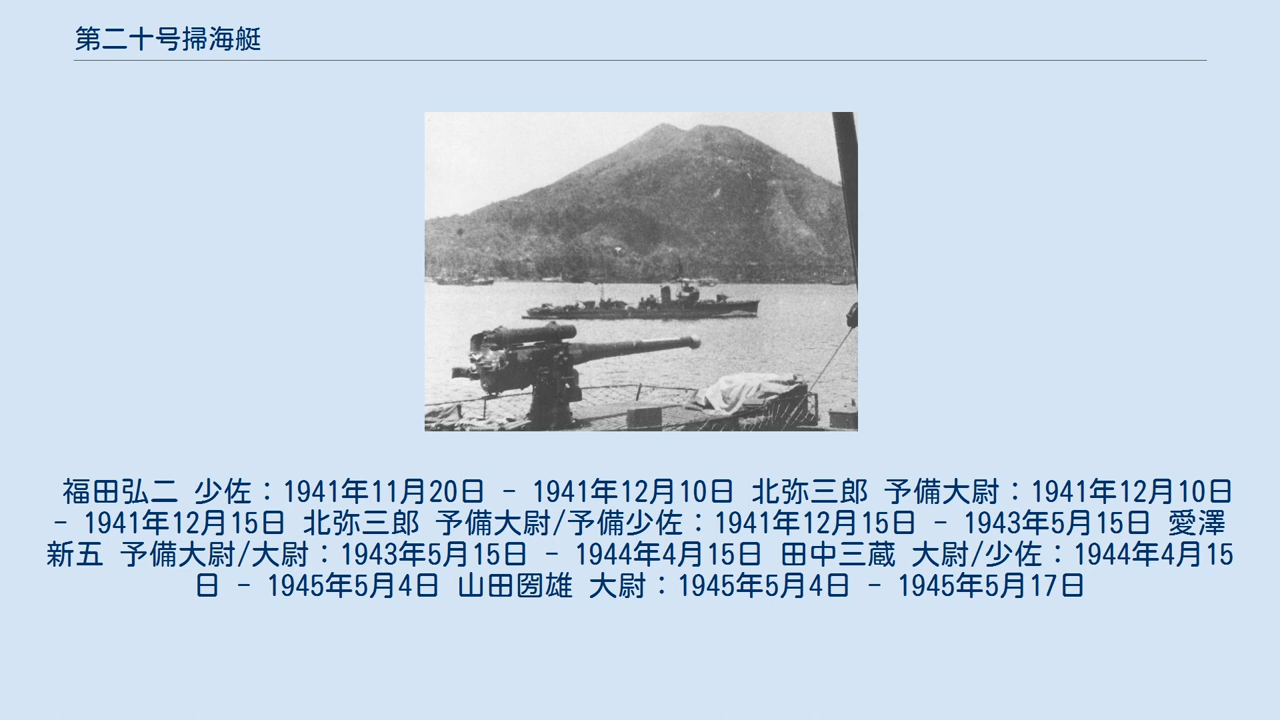 第二十号掃海艇
福田弘二 少佐：1941年11月20日 - 1941年12月10日 北弥三郎 予備大尉：1941年12月10日
- 1941年12月15日 北弥三郎 予備大尉/予備少佐：1941年12月15日 - 1943年5月15日 愛澤
新五 予備大尉/大尉：1943年5月15日 - 1944年4月15日 田中三蔵 大尉/少佐：1944年4月15
日 - 1945年5月4日 山田圀雄 大尉：1945年5月4日 - 1945年5月17日